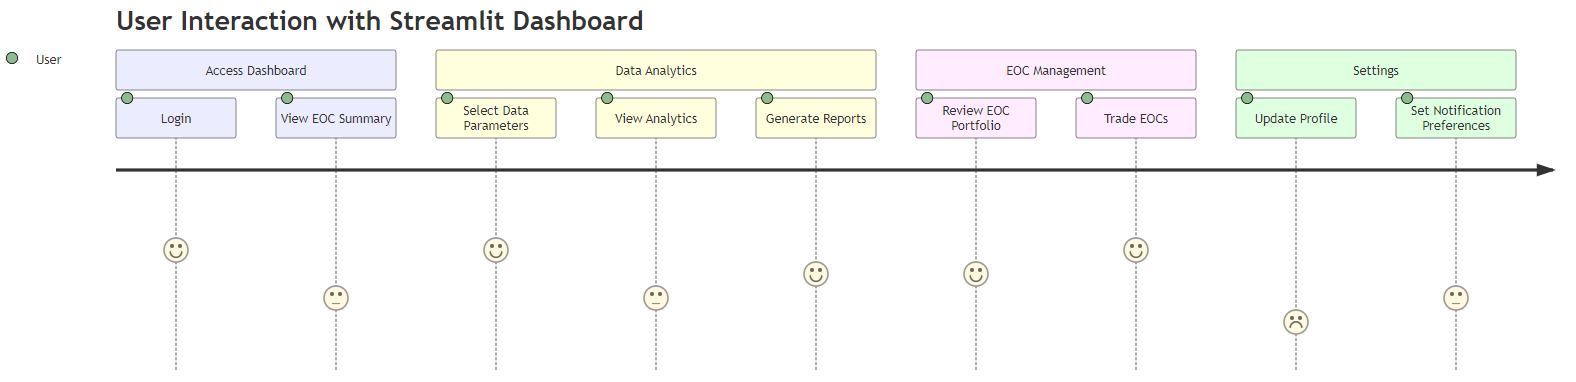 User Interaction with Streamlit Dashboard
User
Access Dashboard
Data Analytics
EOC Management
Settings
Login
View EOC Summary
Select Data
Parameters
View Analytics
Generate Reports
Review EOC
Portfolio
Trade EOCs
Update Profile
Set Notification
Preferences